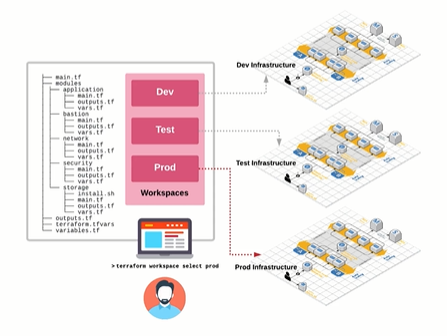 main.tf
modules
application
main.tf
outputs.tf
vars.tf
bastion
main.tf
outputs.tf
vars.tf
network
main.tf
outputs.tf
vars.tf
security
main.tf
outputs.tf
vars.tf
storage
install.sh
main.tf
outputs.tf
vars.tf
outputs.tf
terraform.tfvars
variables.tf
Dev
Test
Prod
Workspaces
> terraform workspace select prod
Dev Infrastructure
Test Infrastructure
Prod Infrastructure